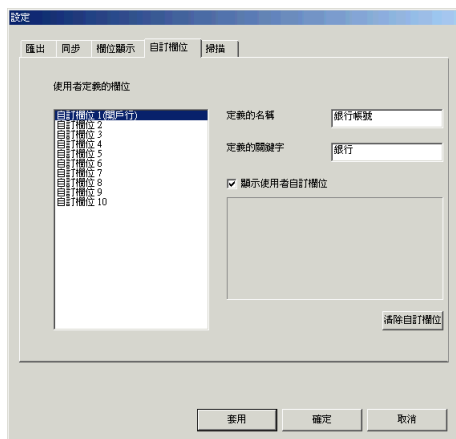 設定
匯出 同步 欄位顯示 自訂欄位 掃描
使用者定義的欄位
自訂欄位 1(開戶行)
自訂欄位 2
自訂欄位 3
自訂欄位 4
自訂欄位 5
自訂欄位 6
自訂欄位 7
自訂欄位 8
自訂欄位 9
自訂欄位 10
定義的名稱 銀行帳號
定義的關鍵字 銀行
顯示使用者自訂欄位
清除自訂欄位
套用 確定 取消